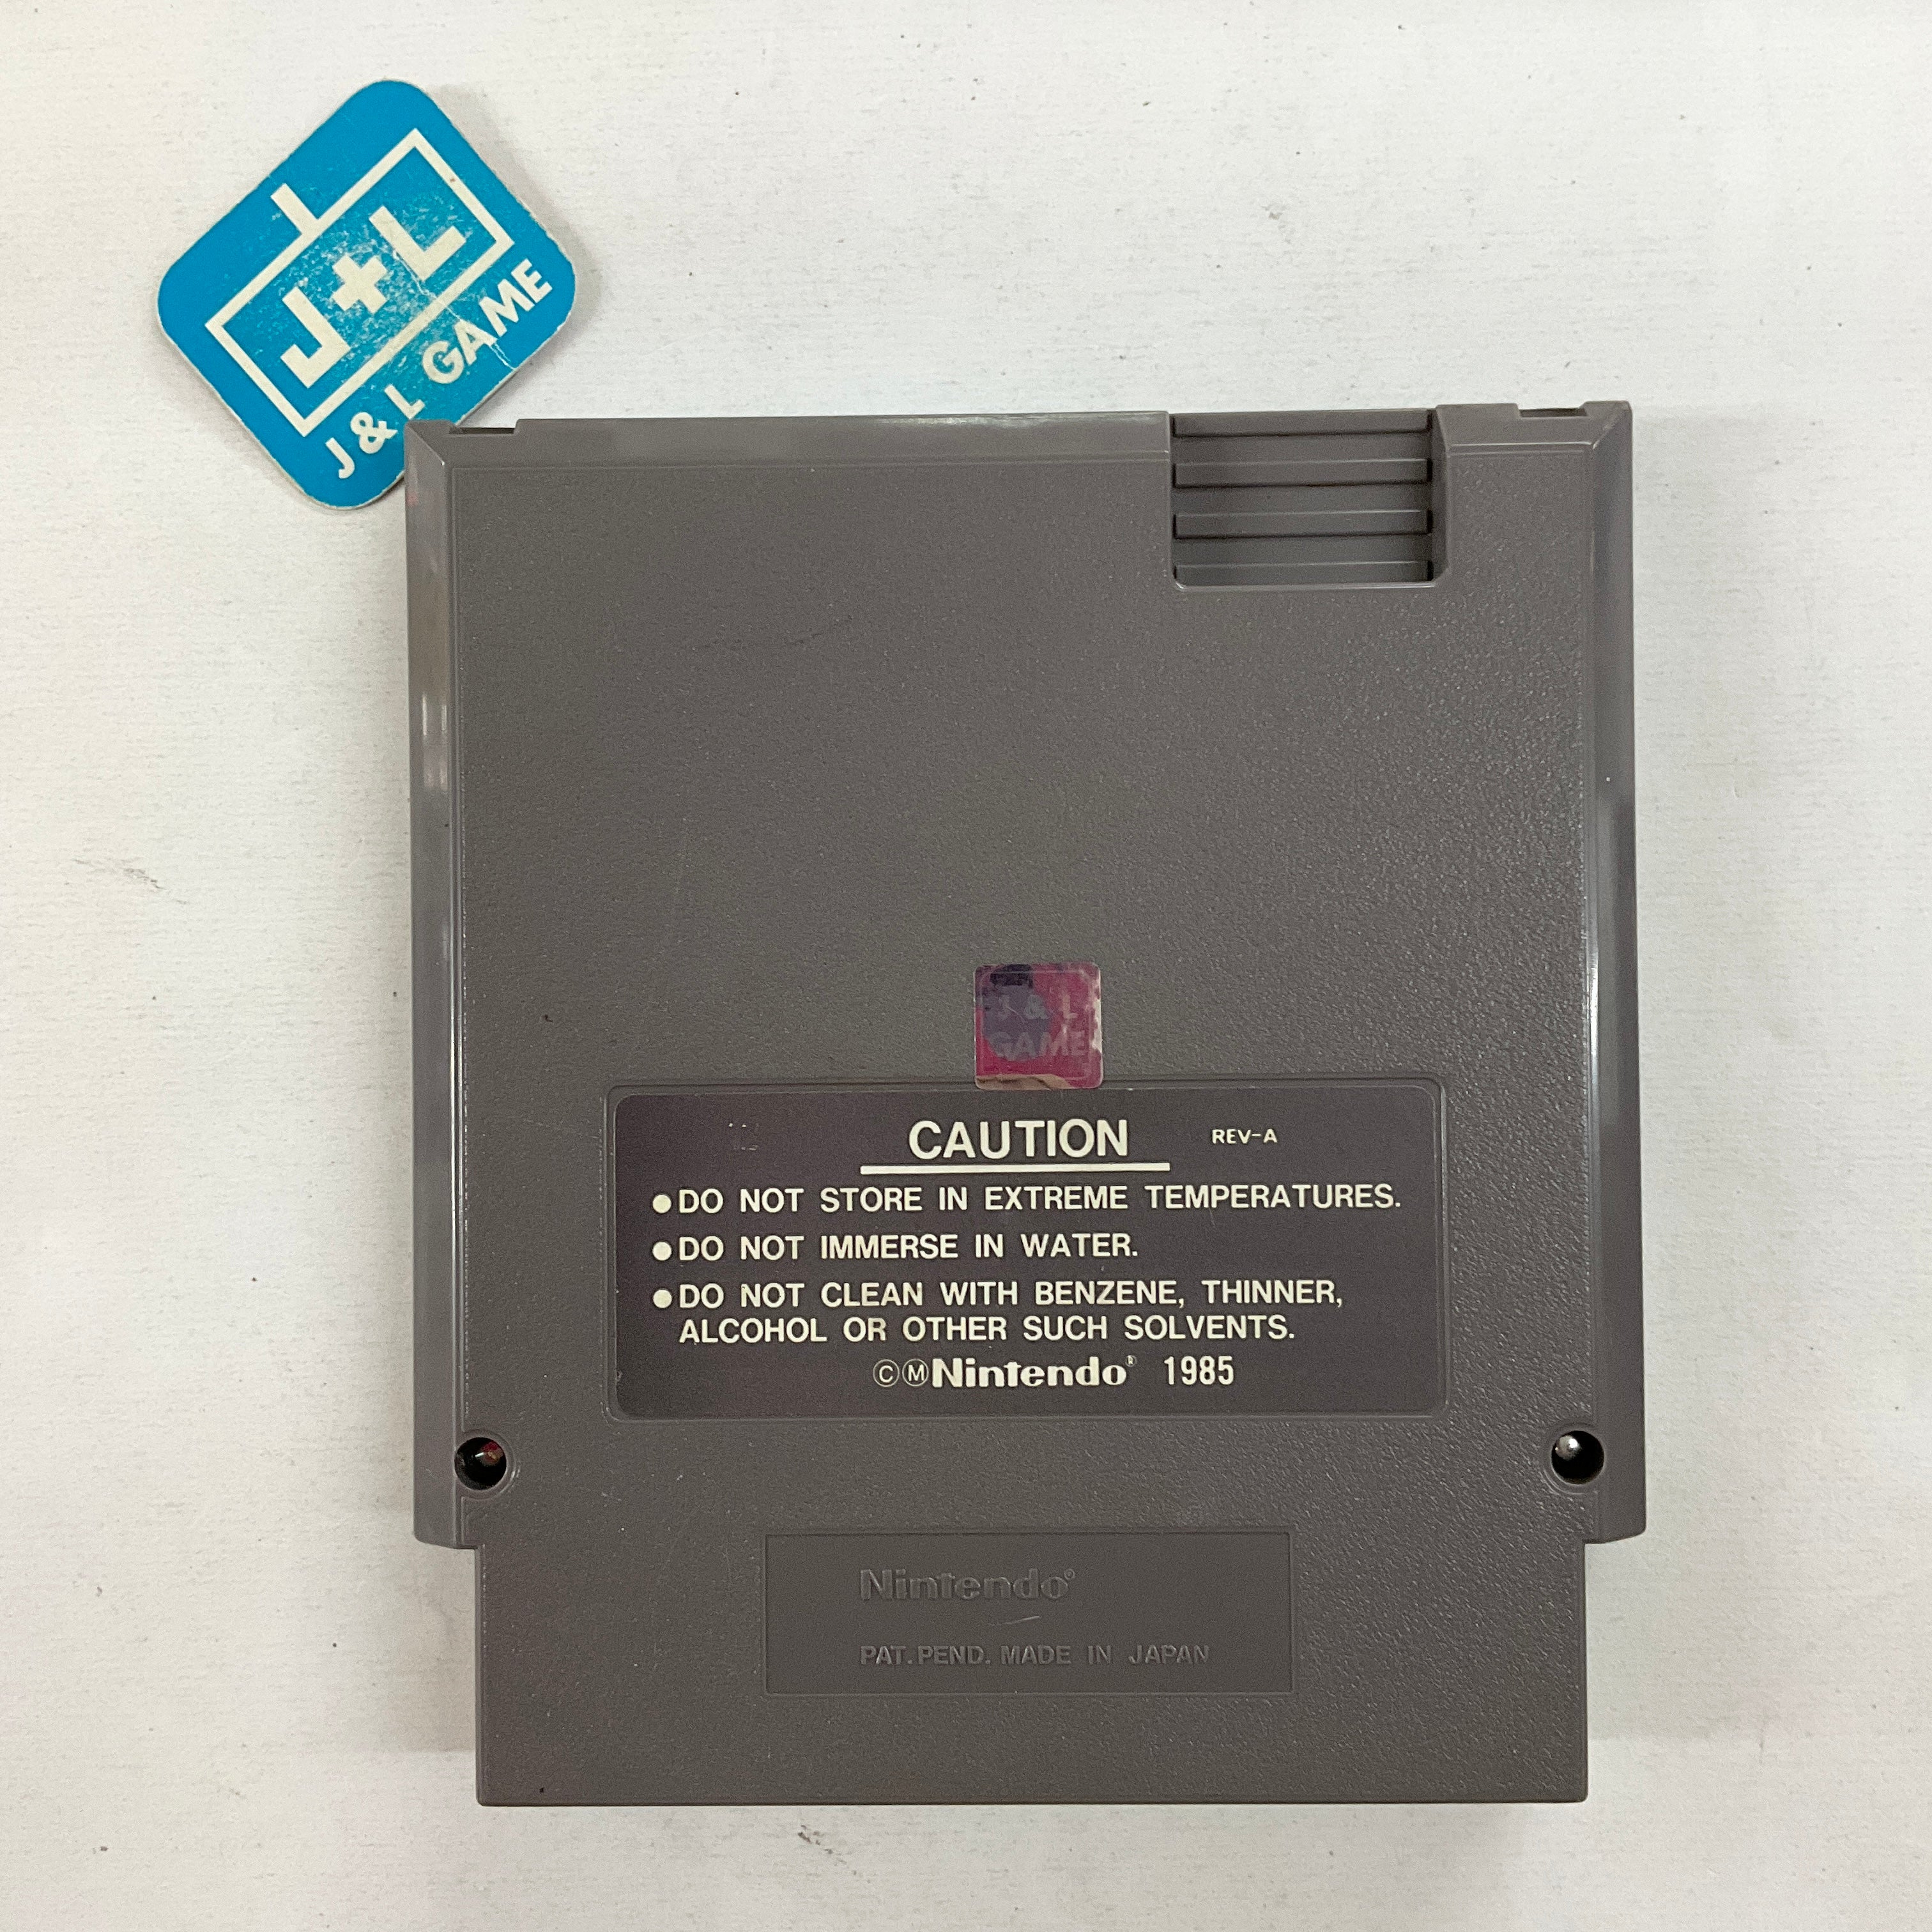 J+L
J & L GAME
J & L
GAME
CAUTION REV-A
●DO NOT STORE IN EXTREME TEMPERATURES.
●DO NOT IMMERSE IN WATER.
●DO NOT CLEAN WITH BENZENE, THINNER,
ALCOHOL OR OTHER SUCH SOLVENTS.
©ⓂNintendo® 1985
Nintendo®
PAT.PEND. MADE IN JAPAN